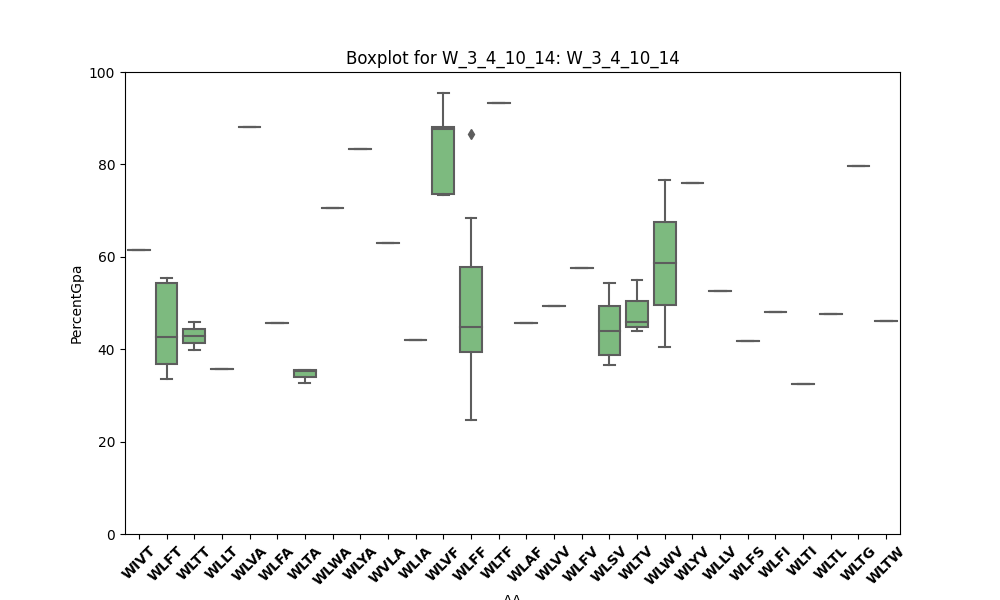 Boxplot for W_3_4_10_14: W_3_4_10_14
100
80
60
40
20
0
PercentGpa
WIVT
WLFT
WLTT
WLLT
WLVA
WLFA
WLTA
WLWA
WLYA
WVLA
WLIA
WLVF
WLFF
WLTF
WLAF
WLVV
WLFV
WLSV
WLTV
WLWV
WLYV
WLLV
WLFS
WLFI
WLTI
WLTL
WLTG
WLTW
AA